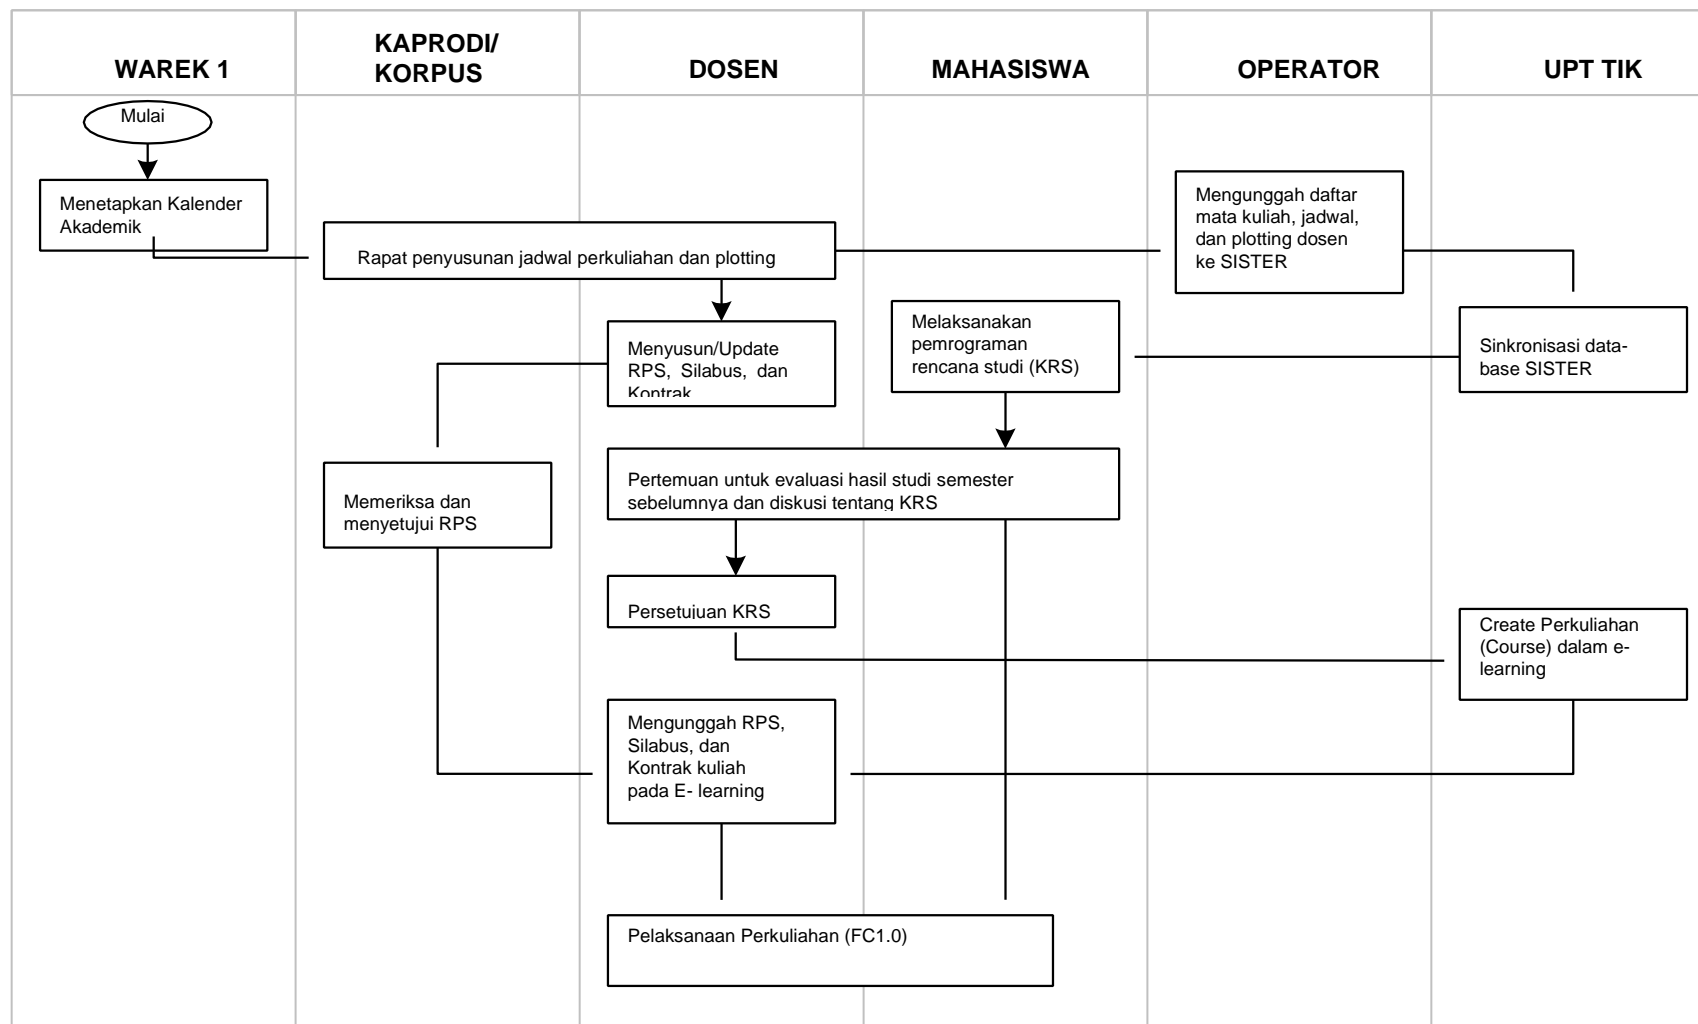 WAREK 1
KAPRODI/
KORPUS
DOSEN
MAHASISWA
OPERATOR
UPT TIK
Mulai
Menetapkan Kalender
Akademik
Rapat penyusunan jadwal perkuliahan dan plotting
Mengunggah daftar
mata kuliah, jadwal,
dan plotting dosen
ke SISTER
Menyusun/Update
RPS, Silabus, dan
Kontrak
Melaksanakan
pemrograman
rencana studi (KRS)
Sinkronisasi data-
base SISTER
Memeriksa dan
menyetujui RPS
Pertemuan untuk evaluasi hasil studi semester
sebelumnya dan diskusi tentang KRS
Persetujuan KRS
Create Perkuliahan
(Course) dalam e-
learning
Mengunggah RPS,
Silabus, dan
Kontrak kuliah
pada E- learning
Pelaksanaan Perkuliahan (FC1.0)